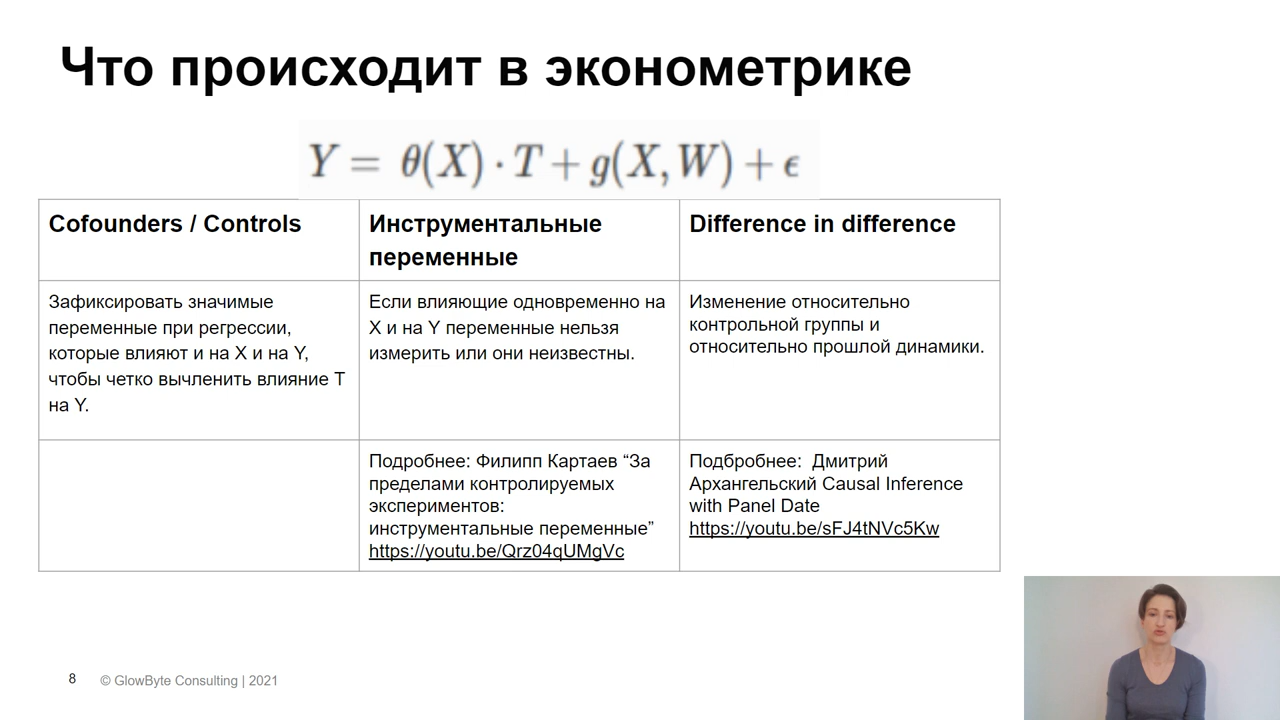 Что происходит в эконометрике
Y = θ(X) · T + g(X, W) + ϵ
Cofounders / Controls
Инструментальные
переменные
Difference in difference
Зафиксировать значимые
переменные при регрессии,
которые влияют и на X и на Y,
чтобы четко вычленить влияние T
на Y.
Если влияющие одновременно на
X и на Y переменные нельзя
измерить или они неизвестны.
Изменение относительно
контрольной группы и
относительно прошлой динамики.
Подробнее: Филипп Картаев “За
пределами контролируемых
экспериментов:
инструментальные переменные”
https://youtu.be/Qrz04qUMgVc
Подбробнее:  Дмитрий
Архангельский Causal Inference
with Panel Date
https://youtu.be/sFJ4tNVc5Kw
8
© GlowByte Consulting | 2021